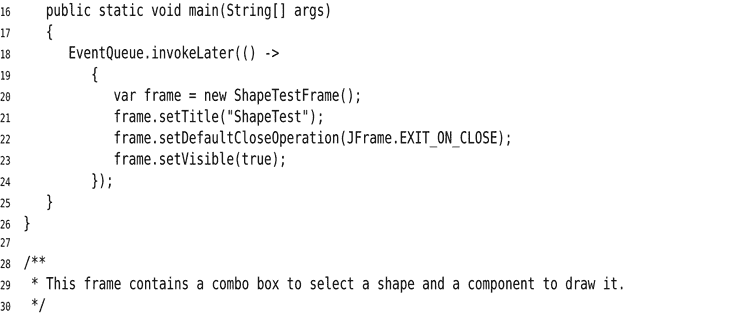 16 public static void main(String[] args)
17 {
18 EventQueue.invokeLater(() ->
19 {
20 var frame = new ShapeTestFrame();
21 frame.setTitle("ShapeTest");
22 frame.setDefaultCloseOperation(JFrame.EXIT_ON_CLOSE);
23 frame.setVisible(true);
24 });
25 }
26 }
27
28 /**
29 * This frame contains a combo box to select a shape and a component to draw it.
30 */